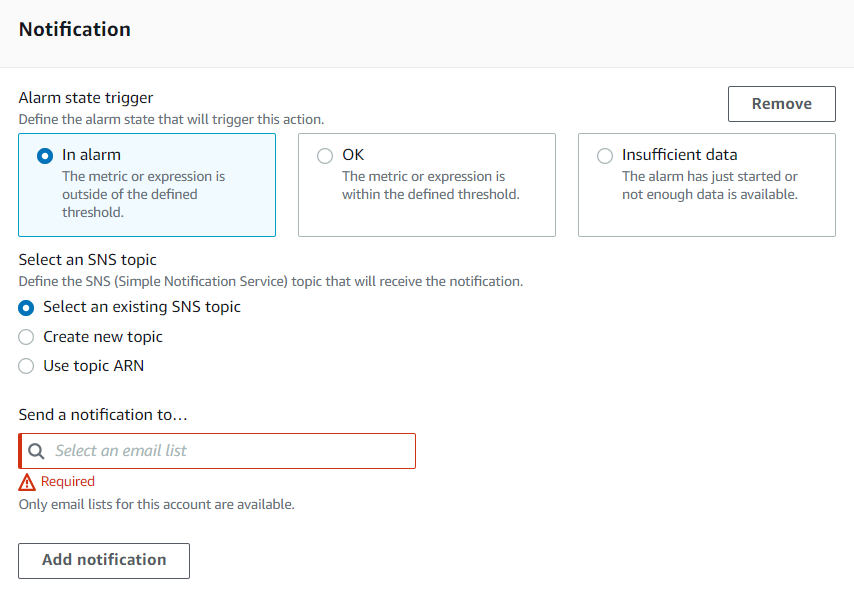 Notification
Alarm state trigger
Define the alarm state that will trigger this action.
Remove
In alarm
The metric or expression is
outside of the defined
threshold.
OK
The metric or expression is
within the defined threshold.
Insufficient data
The alarm has just started or
not enough data is available.
Select an SNS topic
Define the SNS (Simple Notification Service) topic that will receive the notification.
Select an existing SNS topic
Create new topic
Use topic ARN
Send a notification to…
Select an email list
Required
Only email lists for this account are available.
Add notification